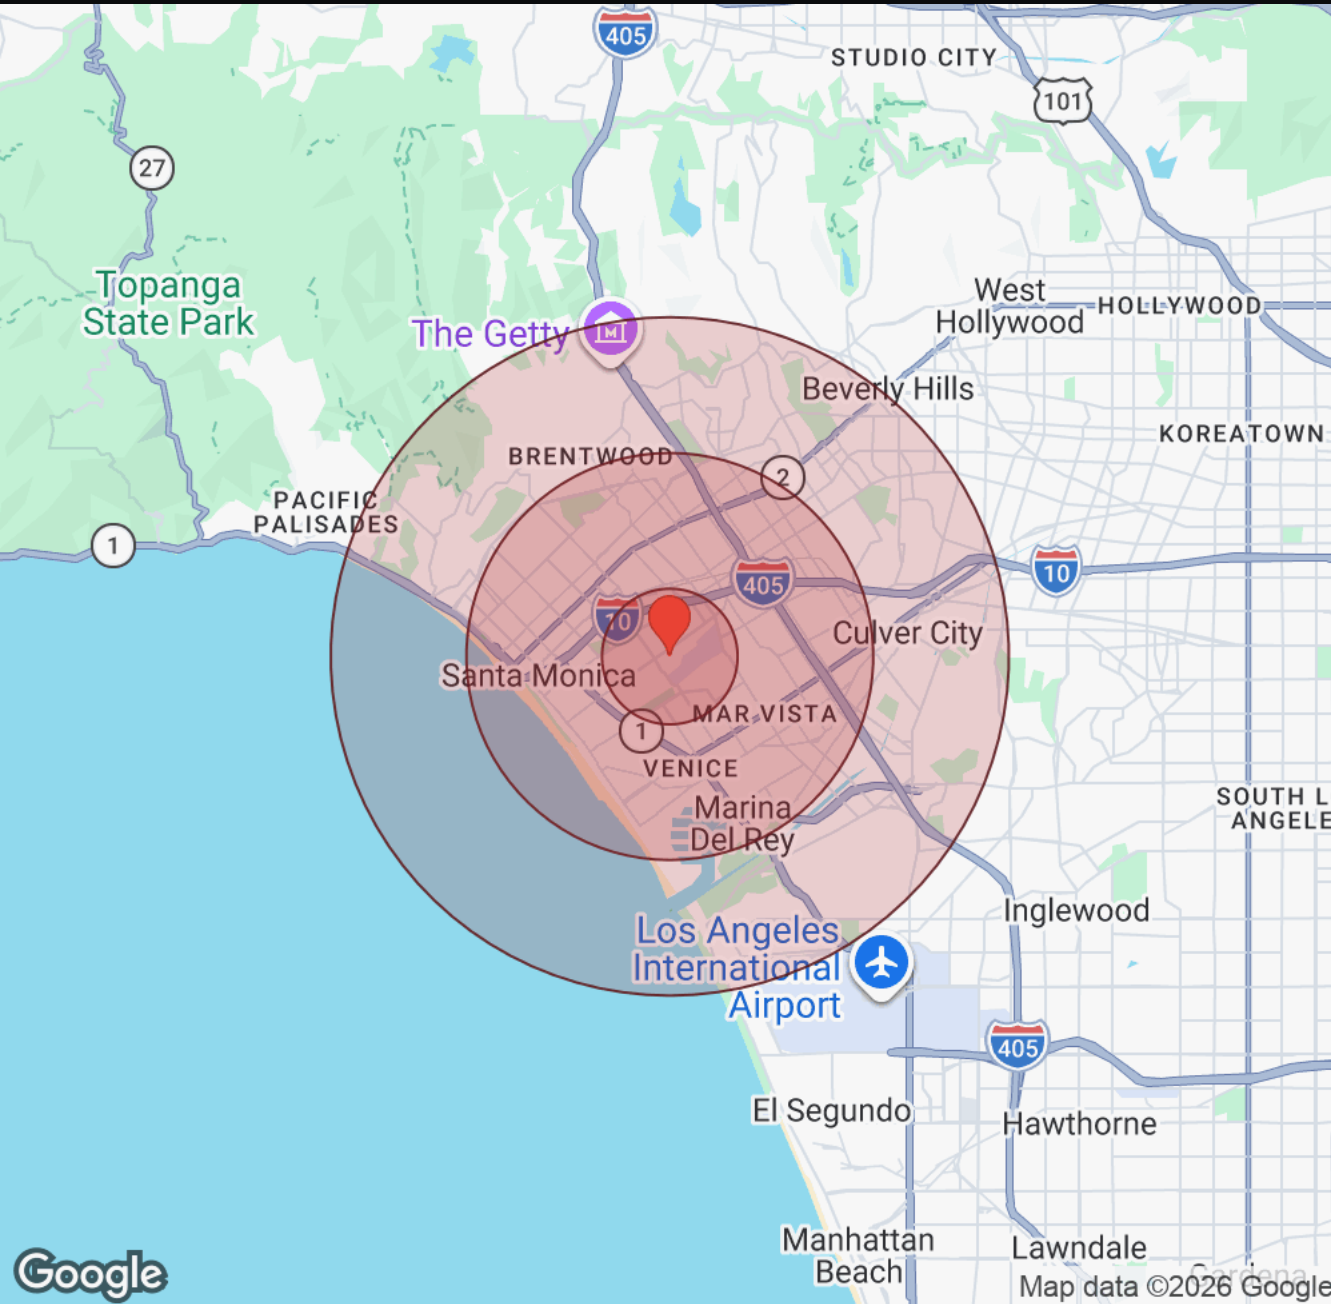 405
STUDIO CITY
101
27
Topanga
State Park
West
Hollywood
HOLLYWOOD
The Getty
Beverly Hills
KOREATOWN
BRENTWOOD
2
PACIFIC
PALISADES
1
405
10
10
Culver City
Santa Monica
MAR VISTA
1
VENICE
Marina
Del Rey
SOUTH L
ANGELE
Inglewood
Los Angeles
International
Airport
405
El Segundo
Hawthorne
Manhattan
Beach
Lawndale
Gardena
Google
Map data ©2026 Google